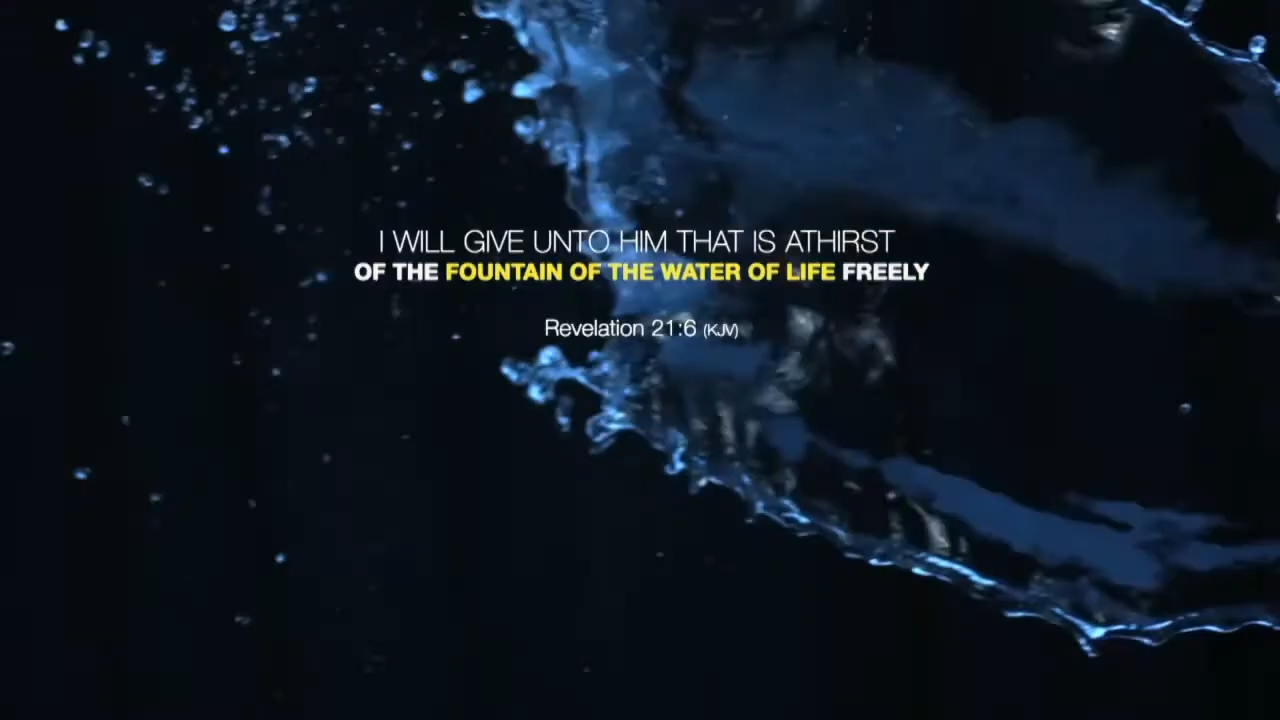 I WILL GIVE UNTO HIM THAT IS ATHIRST
OF THE FOUNTAIN OF THE WATER OF LIFE FREELY
Revelation 21:6 (KJV)